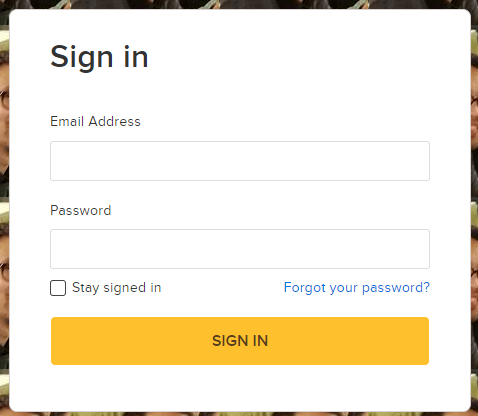 Sign in
Email Address
Password
Stay signed in Forgot your password?
SIGN IN